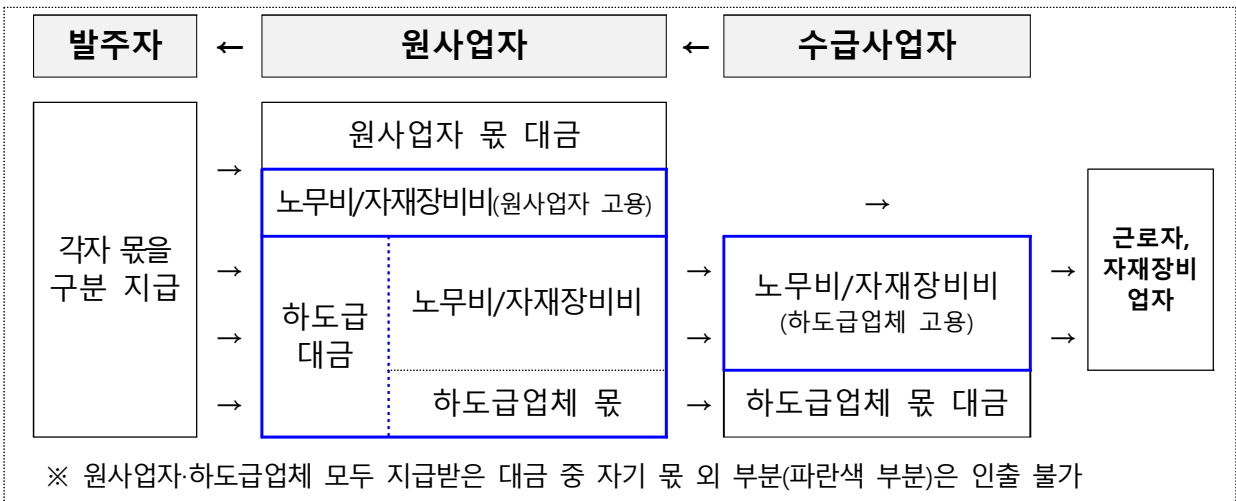 발주자 ← 원사업자 ← 수급사업자
원사업자 몫 대금
→
노무비/자재장비비(원사업자 고용)
→
각자 몫을
구분 지급
→
하도급
대금
노무비/자재장비비
→
노무비/자재장비비
(하도급업체 고용)
→
근로자,
자재장비
업자
→
→
→
→
하도급업체 몫
→
하도급업체 몫 대금
※ 원사업자·하도급업체 모두 지급받은 대금 중 자기 몫 외 부분(파란색 부분)은 인출 불가